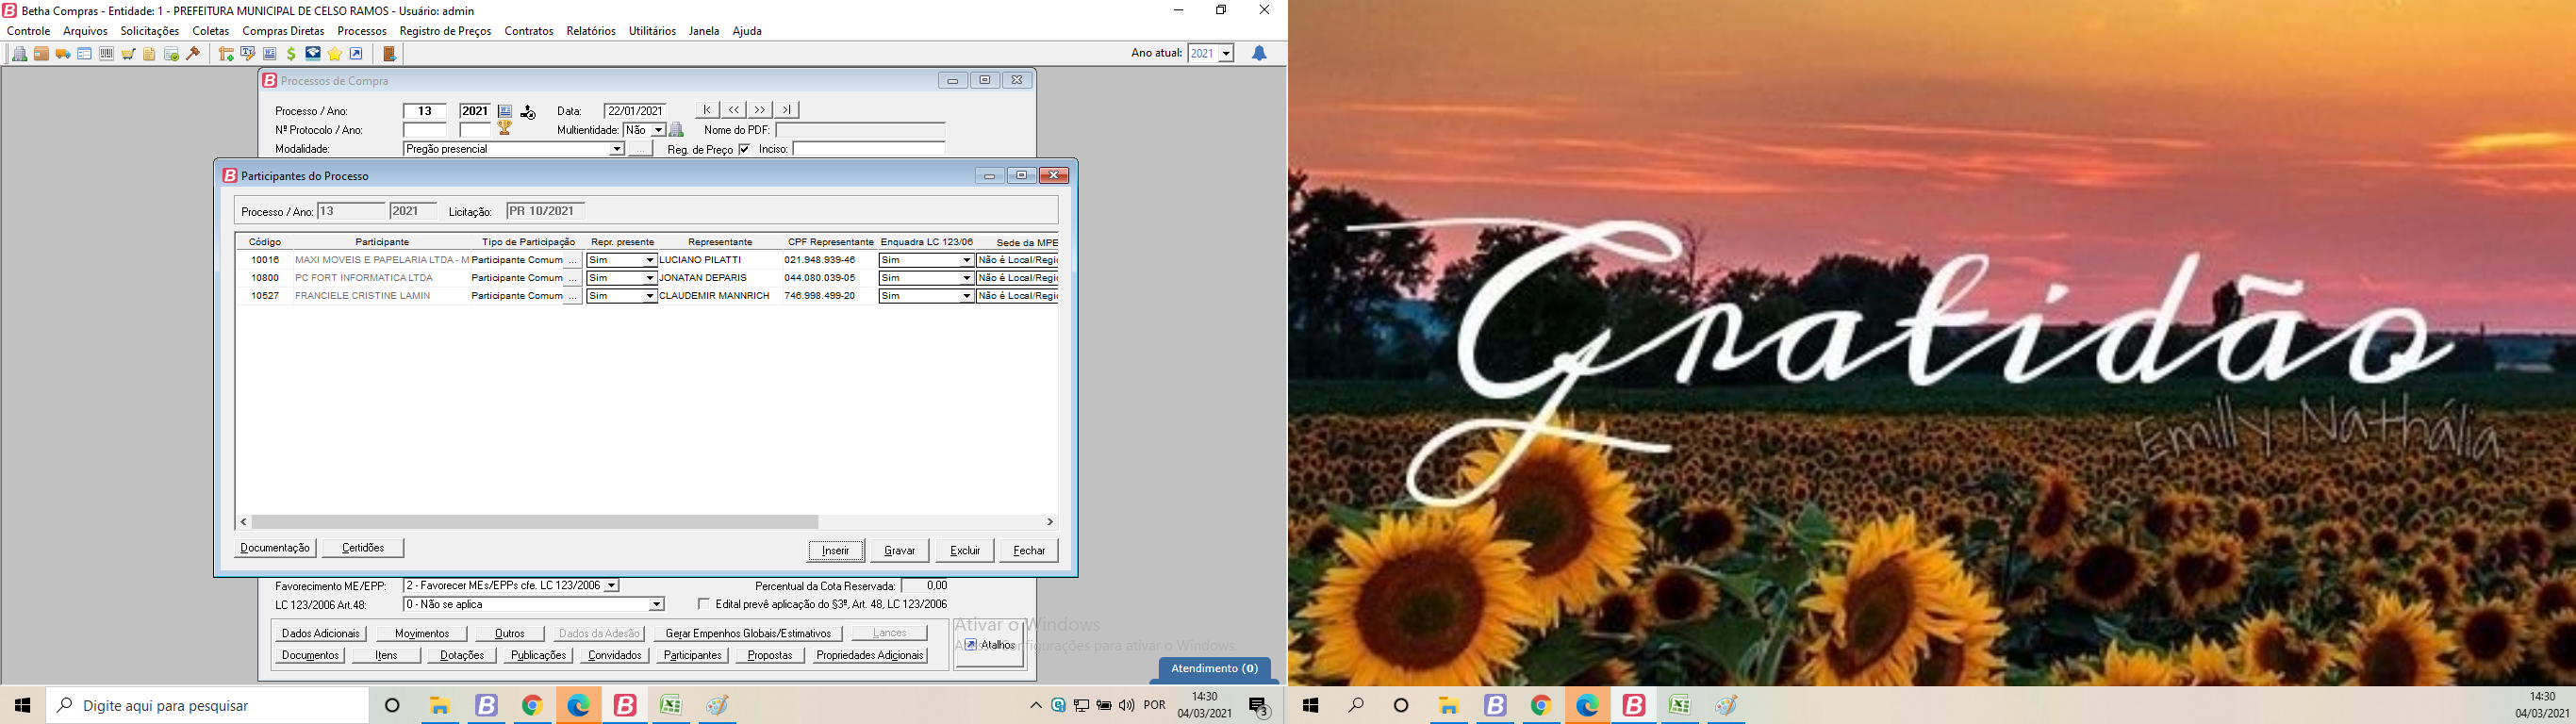 Betha Compras - Entidade: 1 - PREFEITURA MUNICIPAL DE CELSO RAMOS - Usuário: admin
Controle Arquivos Solicitações Coletas Compras Diretas Processos Registro de Preços Contratos Relatórios Utilitários Janela Ajuda
Ano atual: 2021
Processos de Compra
Processo / Ano: 13 2021 Data: 22/01/2021 |< << >> >|
Nº Protocolo / Ano: Multientidade: Não Nome do PDF:
Modalidade: Pregão presencial ... Reg. de Preço Inciso:
Participantes do Processo
Processo / Ano: 13 2021 Licitação: PR 10/2021
Código Participante Tipo de Participação Repr. presente Representante CPF Representante Enquadra LC 123/06 Sede da MPE
10016 MAXI MOVEIS E PAPELARIA LTDA - M Participante Comum ... Sim LUCIANO PILATTI 021.948.939-46 Sim Não é Local/Regio
10800 PC FORT INFORMATICA LTDA Participante Comum ... Sim JONATAN DEPARIS 044.080.039-05 Sim Não é Local/Regio
10527 FRANCIELE CRISTINE LAMIN Participante Comum ... Sim CLAUDEMIR MANNRICH 746.998.499-20 Sim Não é Local/Regio
Documentação Certidões Inserir Gravar Excluir Fechar
Favorecimento ME/EPP: 2 - Favorecer MEs/EPPs cfe. LC 123/2006 Percentual da Cota Reservada: 0,00
LC 123/2006 Art.48: 0 - Não se aplica Edital prevê aplicação do §3º, Art. 48, LC 123/2006
Dados Adicionais Movimentos Outros Dados da Adesão Gerar Empenhos Globais/Estimativos Lances
Documentos Itens Dotações Publicações Convidados Participantes Propostas Propriedades Adicionais Atalhos
Ativar o Windows
Atendimento (0)
Digite aqui para pesquisar
POR 14:30
04/03/2021 3
Gratidão
Emilly Nathália
14:30
04/03/2021